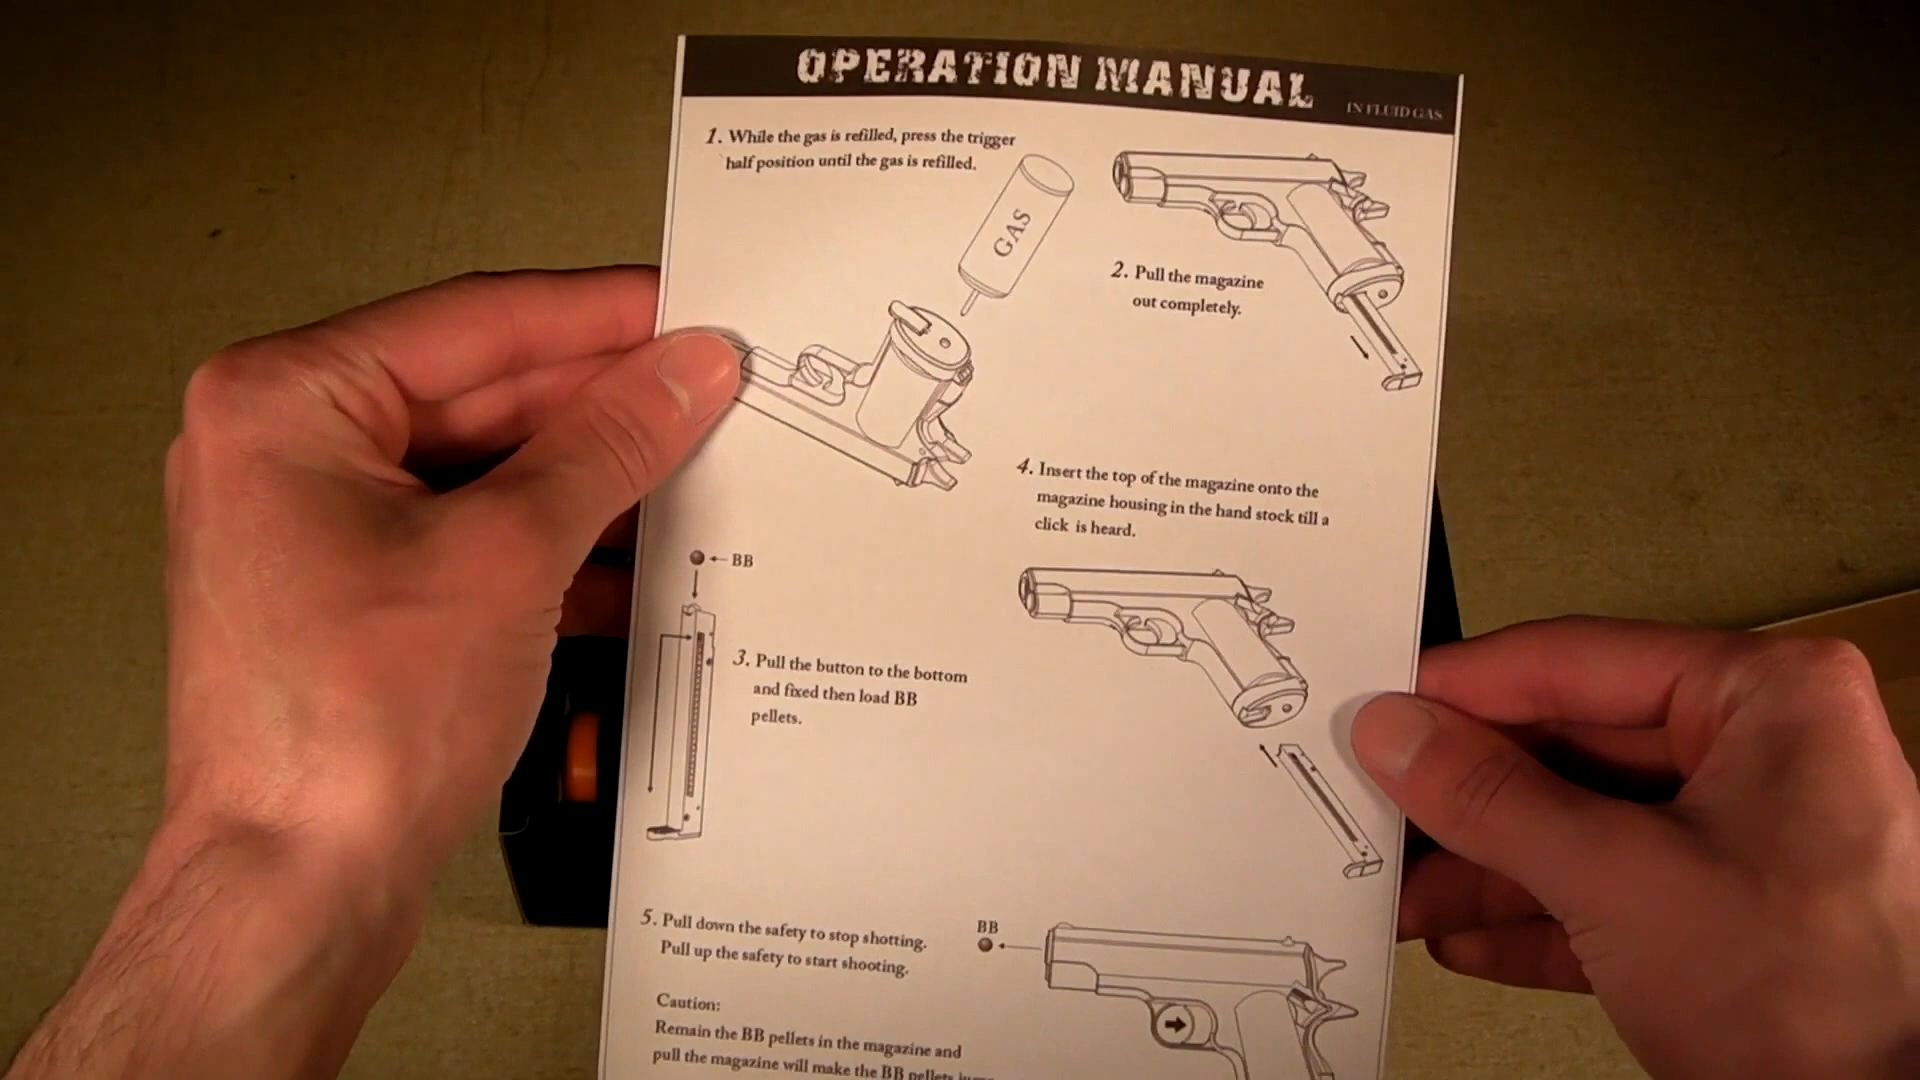 OPERATION MANUAL
IN FLUID GAS
1. While the gas is refilled, press the trigger
half position until the gas is refilled.
GAS
2. Pull the magazine
out completely.
BB
3. Pull the button to the bottom
and fixed then load BB
pellets.
4. Insert the top of the magazine onto the
magazine housing in the hand stock till a
click is heard.
5. Pull down the safety to stop shotting.
Pull up the safety to start shooting.
BB
Caution:
Remain the BB pellets in the magazine and
pull the magazine will make the BB pellets